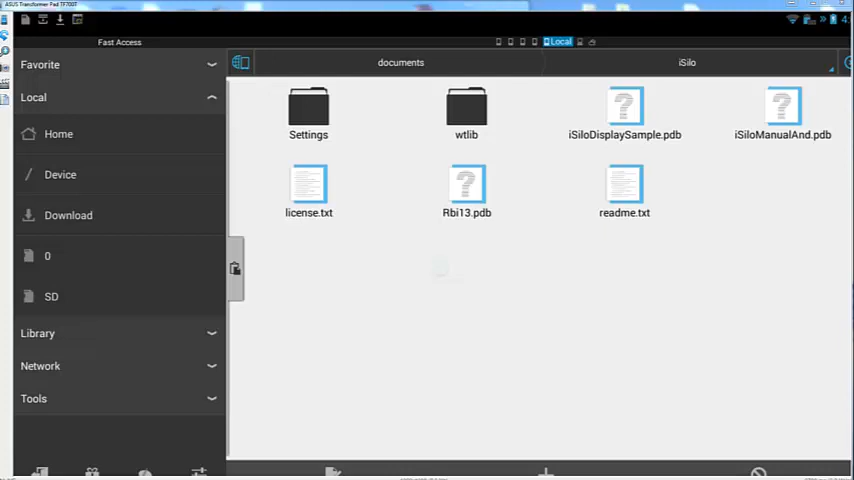 ASUS Transformer Pad TF700T
Fast Access
Local
Favorite
documents
iSilo
Local
Home
Device
Download
0
SD
Library
Network
Tools
Settings
wtlib
iSiloDisplaySample.pdb
iSiloManualAnd.pdb
license.txt
Rbi13.pdb
readme.txt